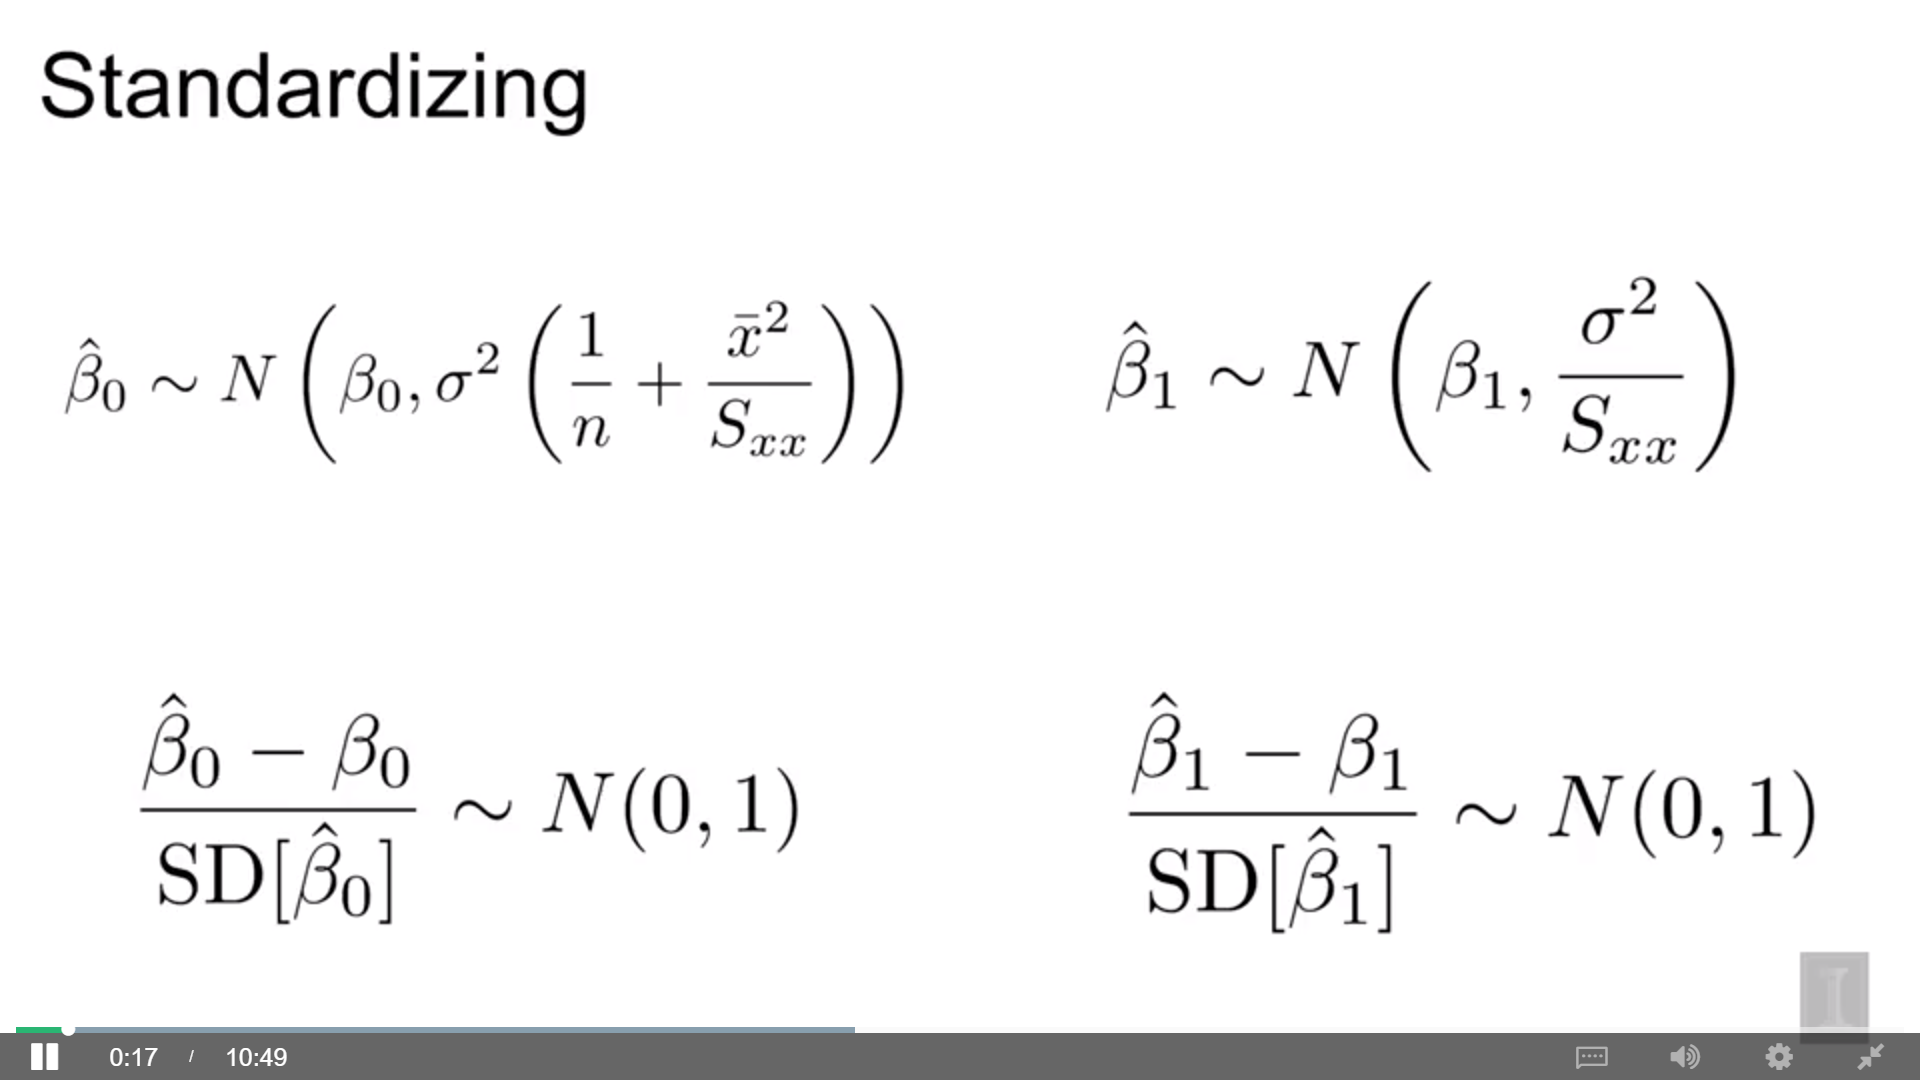 Standardizing
β̂₀ ~ N(β₀, σ²(1/n + x̄²/Sₓₓ))
β̂₁ ~ N(β₁, σ²/Sₓₓ)
(β̂₀ − β₀)/SD[β̂₀] ~ N(0, 1)
(β̂₁ − β₁)/SD[β̂₁] ~ N(0, 1)
I
0:17 / 10:49